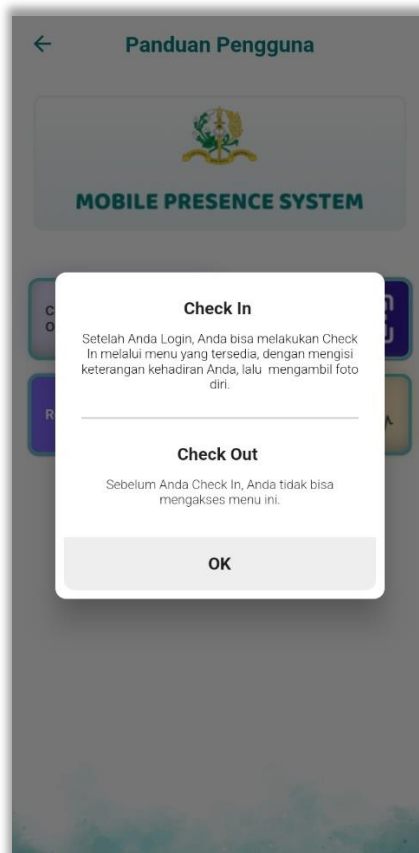 Panduan Pengguna
MOBILE PRESENCE SYSTEM
C
O
R
Check In
Setelah Anda Login, Anda bisa melakukan Check
In melalui menu yang tersedia, dengan mengisi
keterangan kehadiran Anda, lalu mengambil foto
diri.
Check Out
Sebelum Anda Check In, Anda tidak bisa
mengakses menu ini.
OK